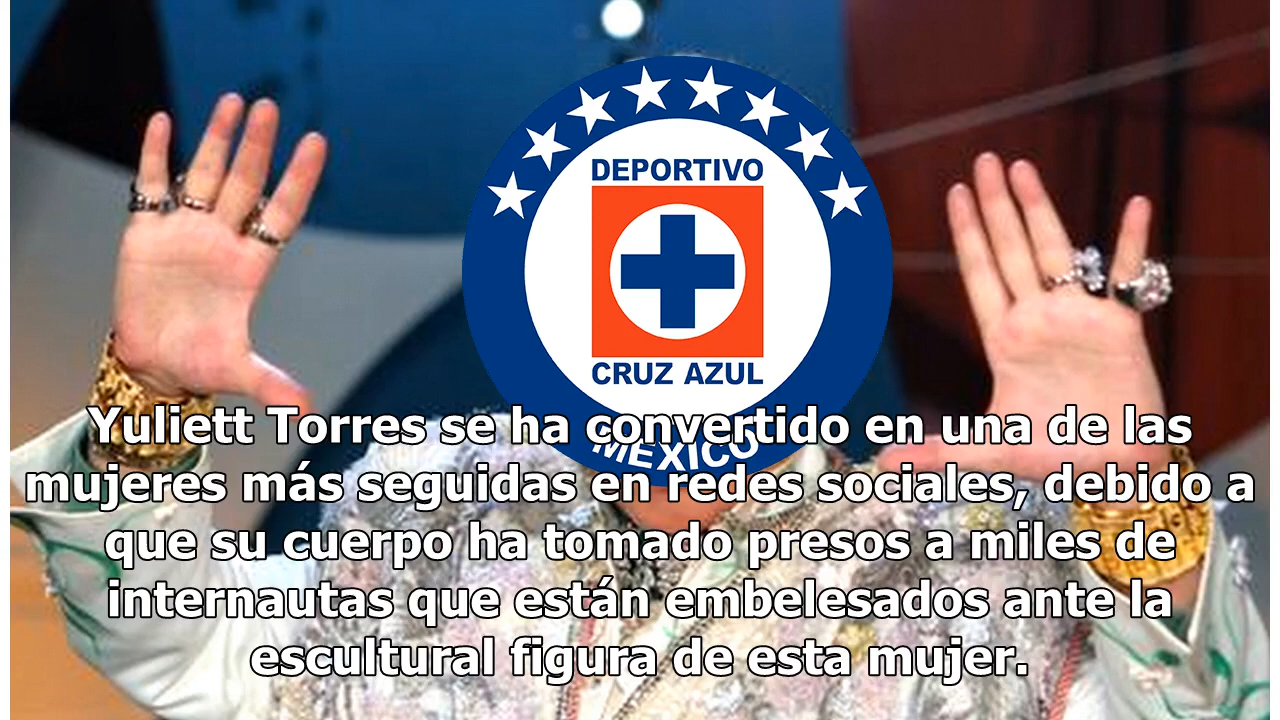 DEPORTIVO
CRUZ AZUL
MÉXICO
Yuliett Torres se ha convertido en una de las
mujeres más seguidas en redes sociales, debido a
que su cuerpo ha tomado presos a miles de
internautas que están embelesados ante la
escultural figura de esta mujer.